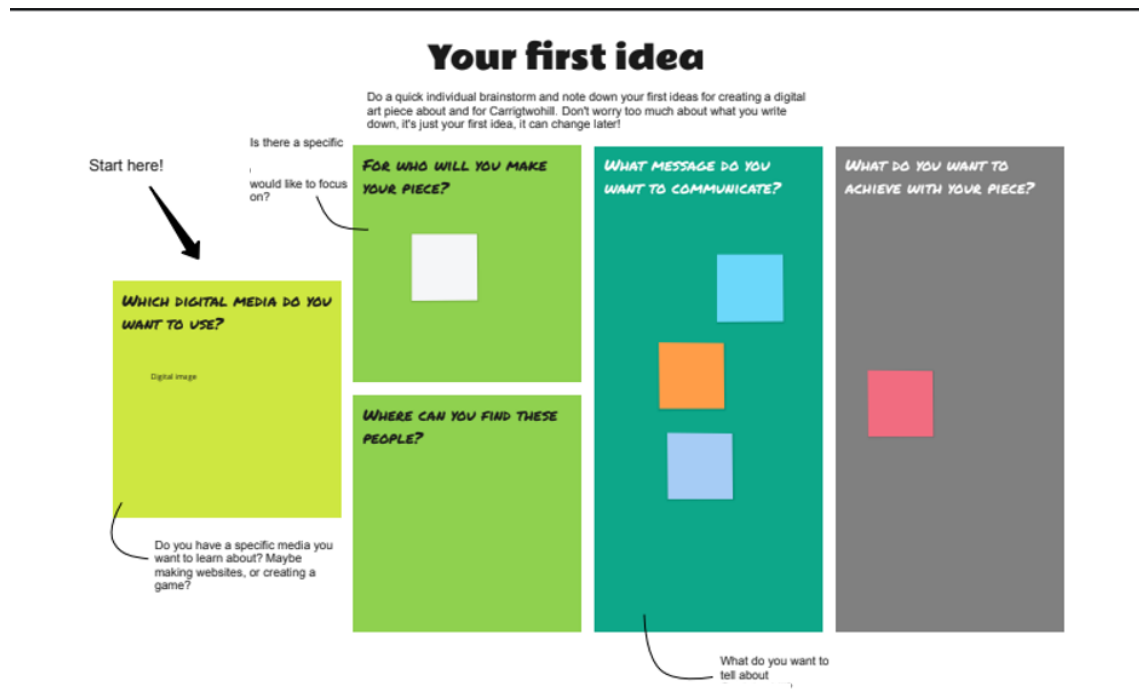 Your first idea
Do a quick individual brainstorm and note down your first ideas for creating a digital
art piece about and for Carrigtwohill. Don't worry too much about what you write
down, it's just your first idea, it can change later!
Start here!
Which digital media do you
want to use?
Digital image
Do you have a specific media you
want to learn about? Maybe
making websites, or creating a
game?
Is there a specific
would like to focus
on?
For who will you make
your piece?
Where can you find these
people?
What message do you
want to communicate?
What do you want to
tell about
What do you want to
achieve with your piece?